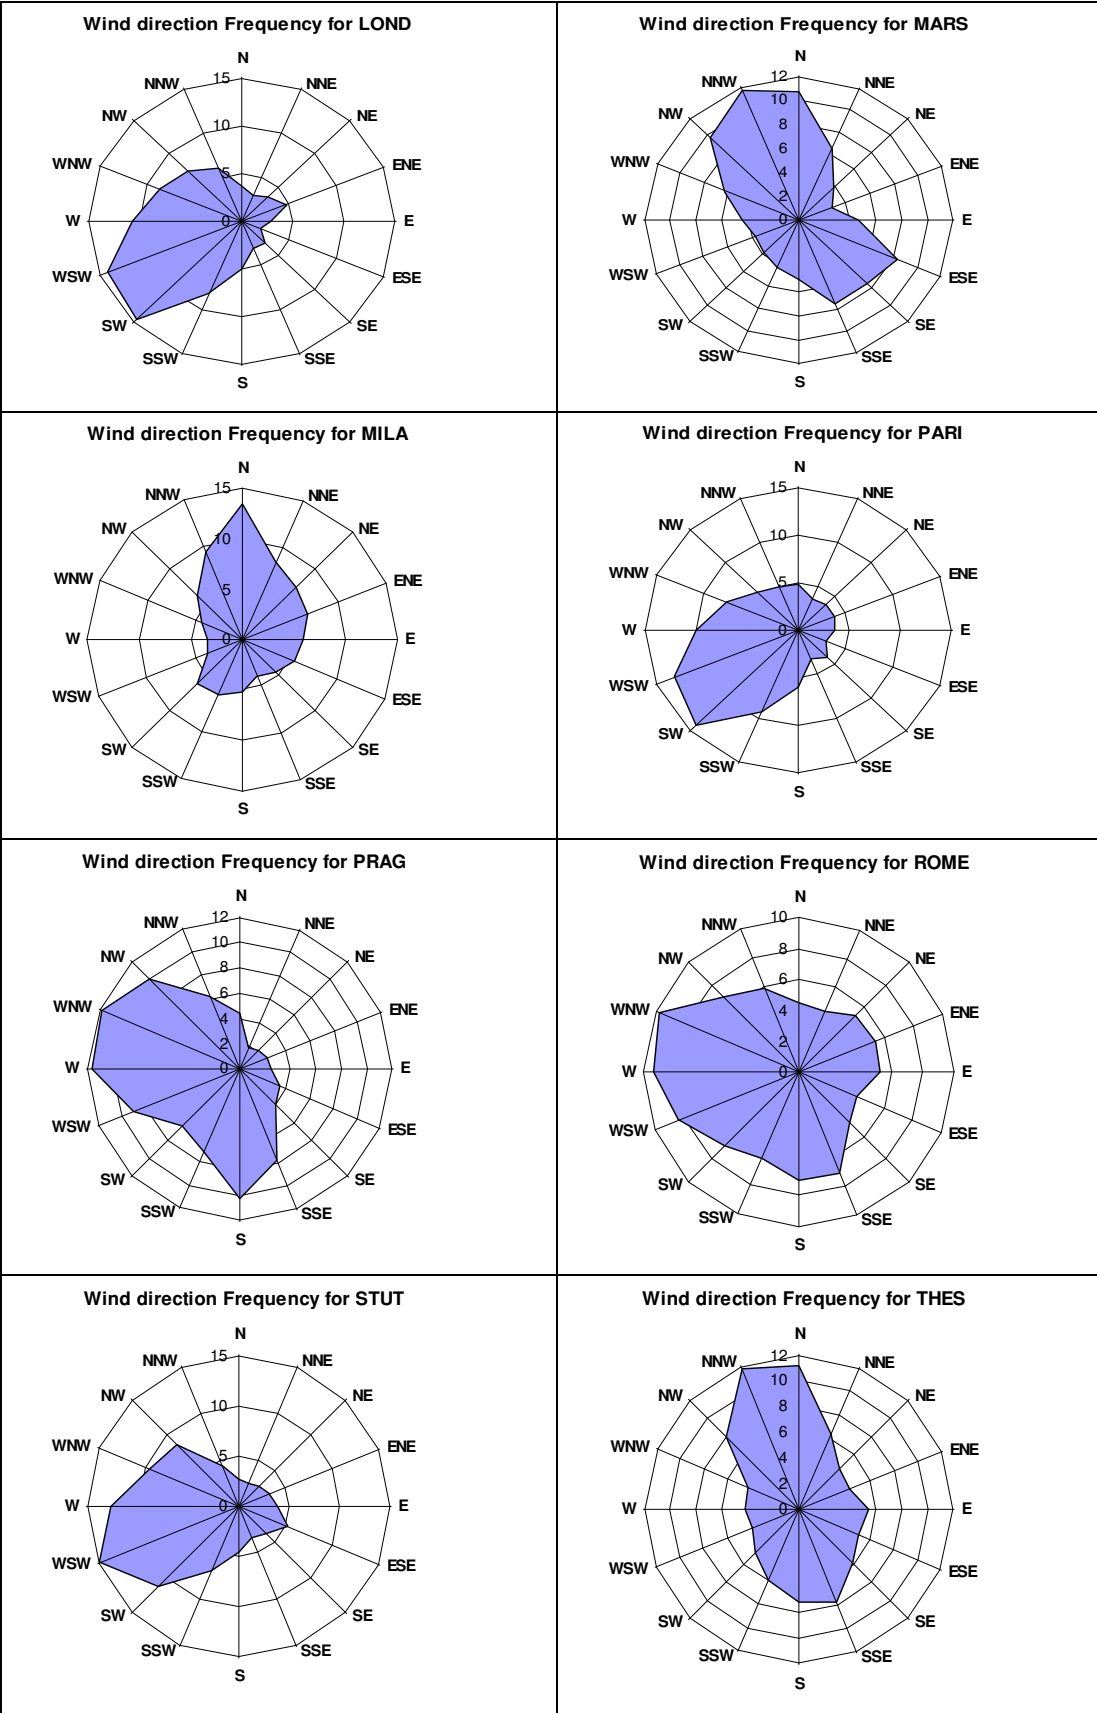 Wind direction Frequency for LOND
N
NNE
NE
ENE
E
ESE
SE
SSE
S
SSW
SW
WSW
W
WNW
NW
NNW
15
10
5
0
Wind direction Frequency for MARS
N
NNE
NE
ENE
E
ESE
SE
SSE
S
SSW
SW
WSW
W
WNW
NW
NNW
12
10
8
6
4
2
0
Wind direction Frequency for MILA
N
NNE
NE
ENE
E
ESE
SE
SSE
S
SSW
SW
WSW
W
WNW
NW
NNW
15
10
5
0
Wind direction Frequency for PARI
N
NNE
NE
ENE
E
ESE
SE
SSE
S
SSW
SW
WSW
W
WNW
NW
NNW
15
10
5
0
Wind direction Frequency for PRAG
N
NNE
NE
ENE
E
ESE
SE
SSE
S
SSW
SW
WSW
W
WNW
NW
NNW
12
10
8
6
4
2
0
Wind direction Frequency for ROME
N
NNE
NE
ENE
E
ESE
SE
SSE
S
SSW
SW
WSW
W
WNW
NW
NNW
10
8
6
4
2
0
Wind direction Frequency for STUT
N
NNE
NE
ENE
E
ESE
SE
SSE
S
SSW
SW
WSW
W
WNW
NW
NNW
15
10
5
0
Wind direction Frequency for THES
N
NNE
NE
ENE
E
ESE
SE
SSE
S
SSW
SW
WSW
W
WNW
NW
NNW
12
10
8
6
4
2
0